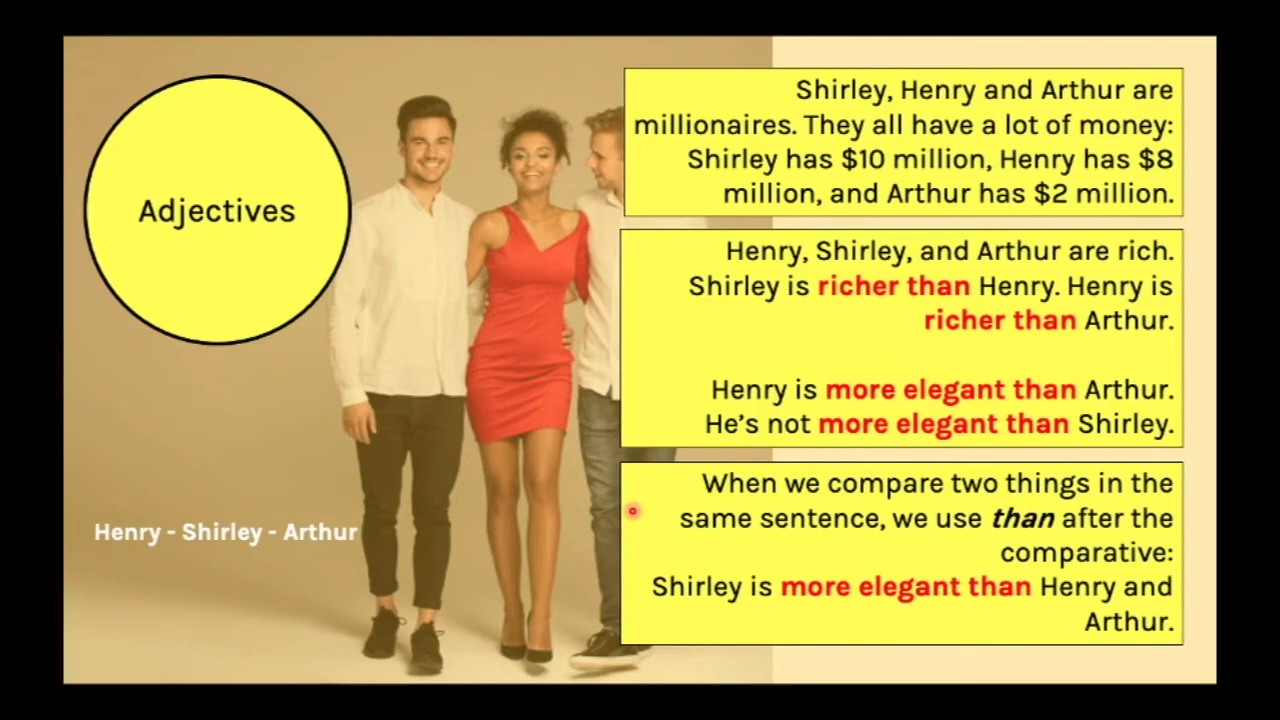 Adjectives
Shirley, Henry and Arthur are
millionaires. They all have a lot of money:
Shirley has $10 million, Henry has $8
million, and Arthur has $2 million.
Henry, Shirley, and Arthur are rich.
Shirley is richer than Henry. Henry is
richer than Arthur.
Henry is more elegant than Arthur.
He’s not more elegant than Shirley.
When we compare two things in the
same sentence, we use than after the
comparative:
Shirley is more elegant than Henry and
Arthur.
Henry - Shirley - Arthur